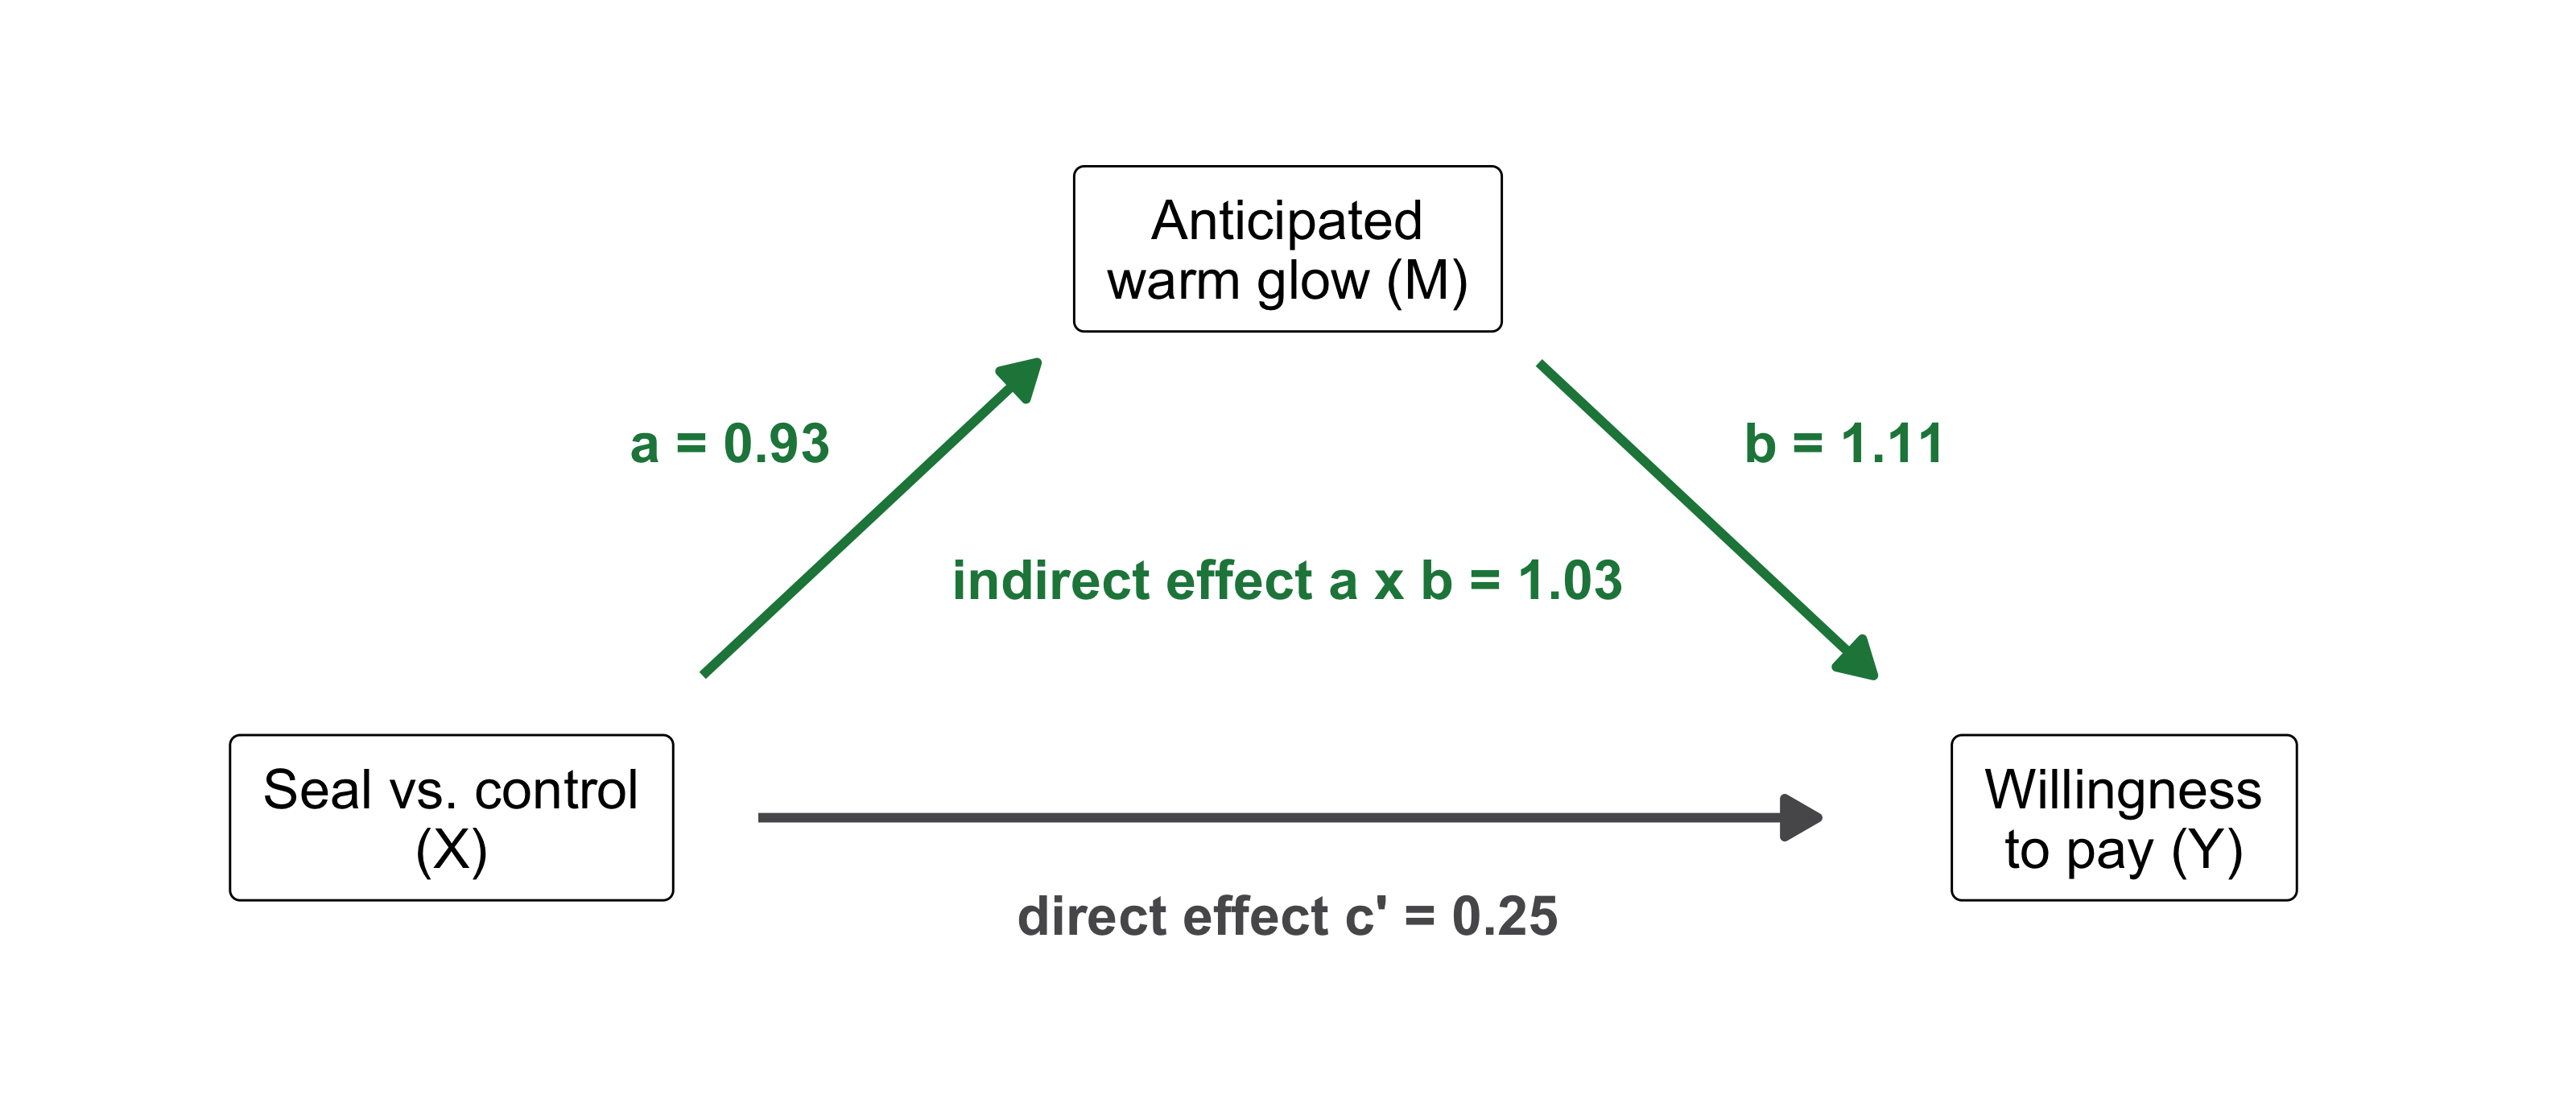 Anticipated
warm glow (M)
a = 0.93
b = 1.11
indirect effect a x b = 1.03
Seal vs. control
(X)
Willingness
to pay (Y)
direct effect c' = 0.25